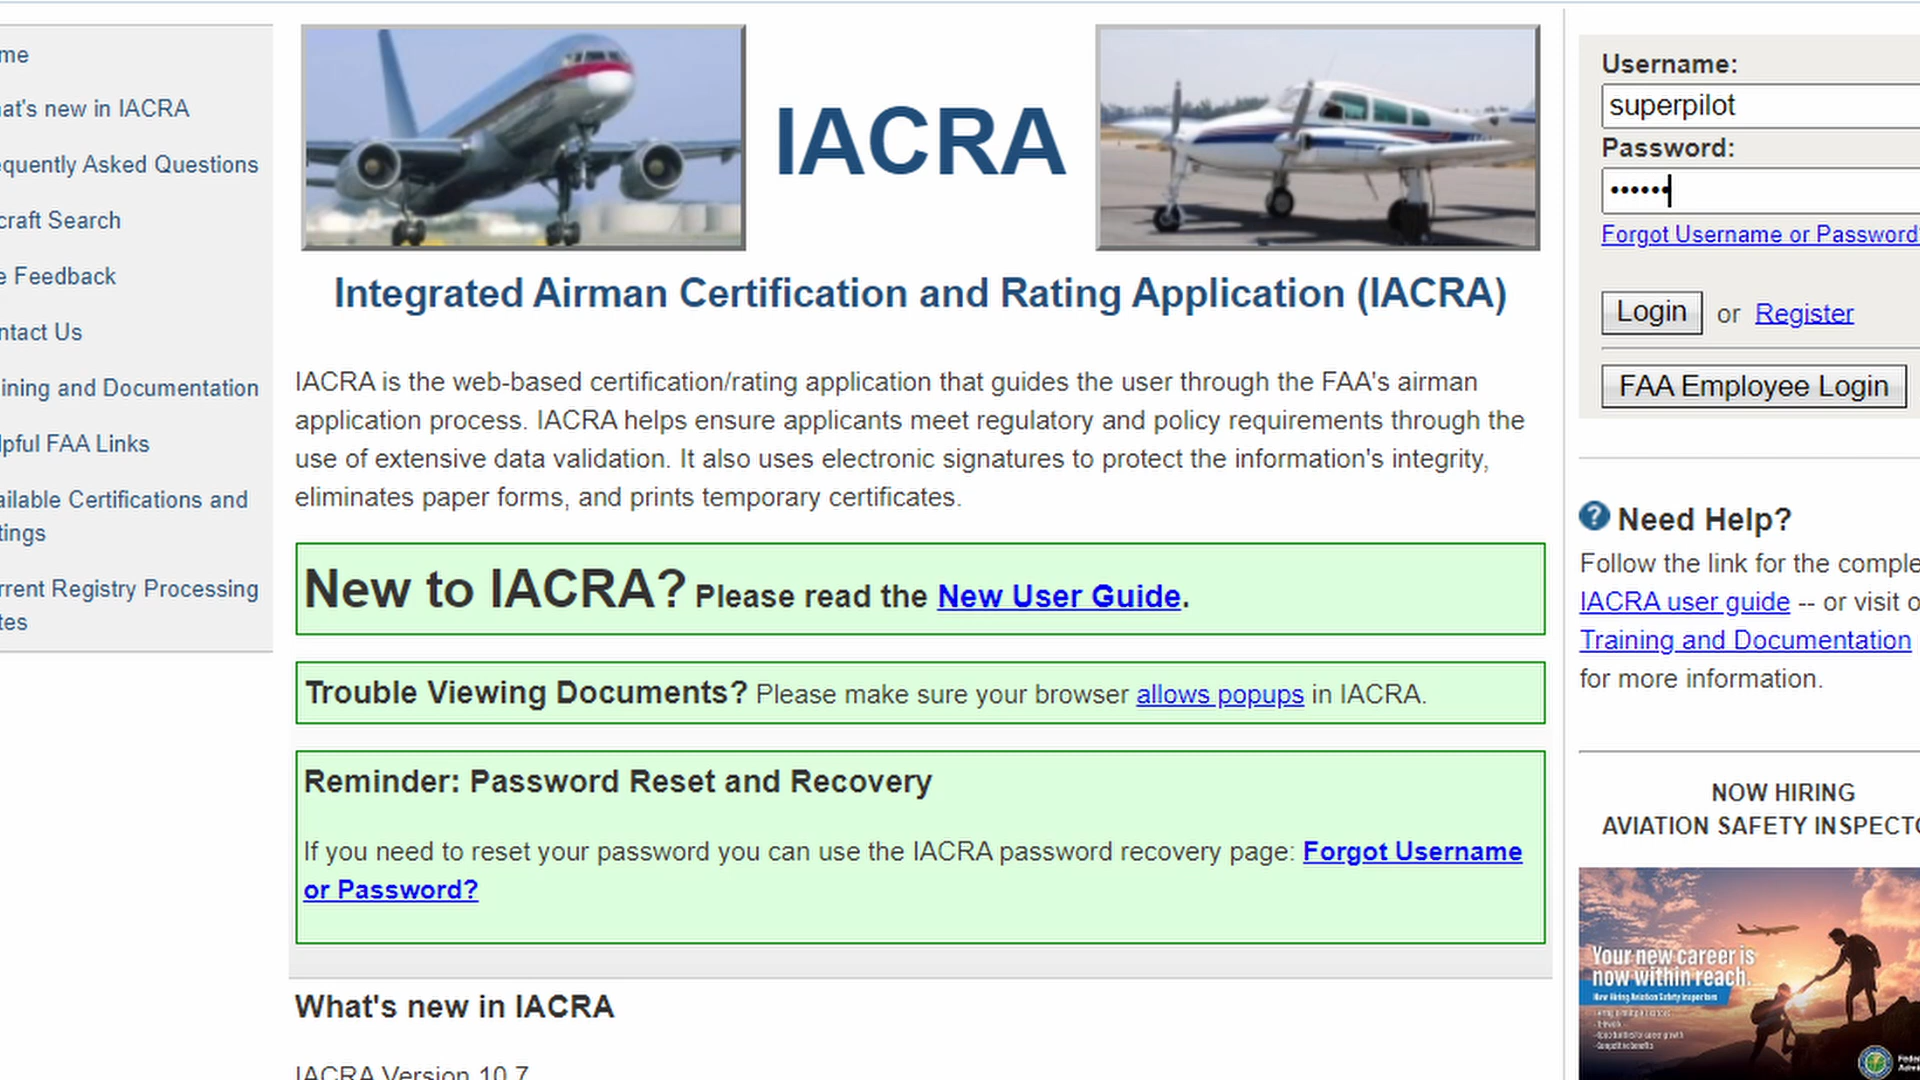 me
at's new in IACRA
equently Asked Questions
craft Search
e Feedback
ntact Us
ining and Documentation
lpful FAA Links
ailable Certifications and
tings
rrent Registry Processing
tes
IACRA
Integrated Airman Certification and Rating Application (IACRA)
IACRA is the web-based certification/rating application that guides the user through the FAA's airman
application process. IACRA helps ensure applicants meet regulatory and policy requirements through the
use of extensive data validation. It also uses electronic signatures to protect the information's integrity,
eliminates paper forms, and prints temporary certificates.
New to IACRA? Please read the New User Guide.
Trouble Viewing Documents? Please make sure your browser allows popups in IACRA.
Reminder: Password Reset and Recovery
If you need to reset your password you can use the IACRA password recovery page: Forgot Username
or Password?
What's new in IACRA
IACRA Version 10.7
Username:
superpilot
Password:
••••••
Forgot Username or Password
Login or Register
FAA Employee Login
Need Help?
Follow the link for the comple
IACRA user guide -- or visit o
Training and Documentation
for more information.
NOW HIRING
AVIATION SAFETY INSPECTO
Your new career is
now within reach.
Now Hiring Aviation Safety Inspectors